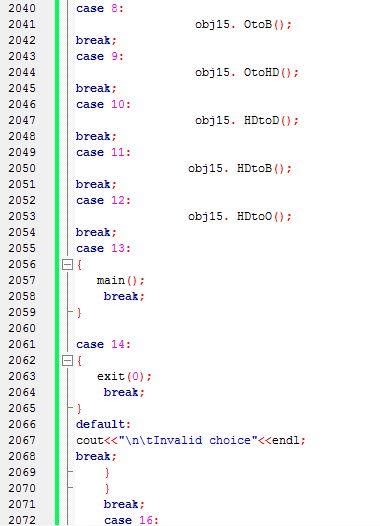 2040 case 8:
2041 obj15. OtoB();
2042 break;
2043 case 9:
2044 obj15. OtoHD();
2045 break;
2046 case 10:
2047 obj15. HDtoD();
2048 break;
2049 case 11:
2050 obj15. HDtoB();
2051 break;
2052 case 12:
2053 obj15. HDtoO();
2054 break;
2055 case 13:
2056 {
2057 main();
2058 break;
2059 }
2060
2061 case 14:
2062 {
2063 exit(0);
2064 break;
2065 }
2066 default:
2067 cout<<"\n\tInvalid choice"<<endl;
2068 break;
2069 }
2070 }
2071 break;
2072 case 16: